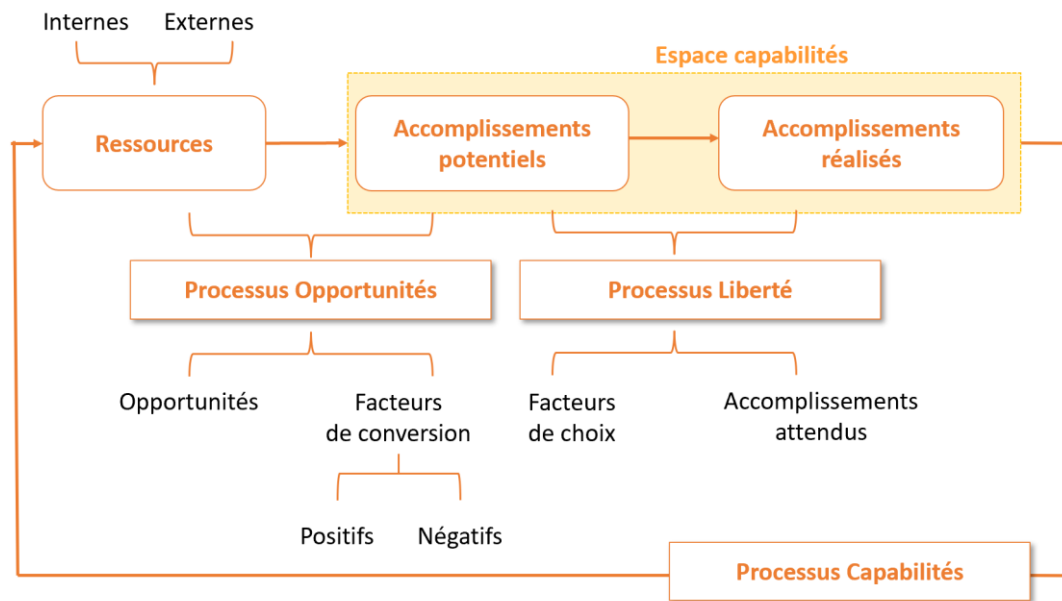 Internes
Externes
Espace capabilités
Ressources
Accomplissements
potentiels
Accomplissements
réalisés
Processus Opportunités
Processus Liberté
Opportunités
Facteurs
de conversion
Facteurs
de choix
Accomplissements
attendus
Positifs
Négatifs
Processus Capabilités